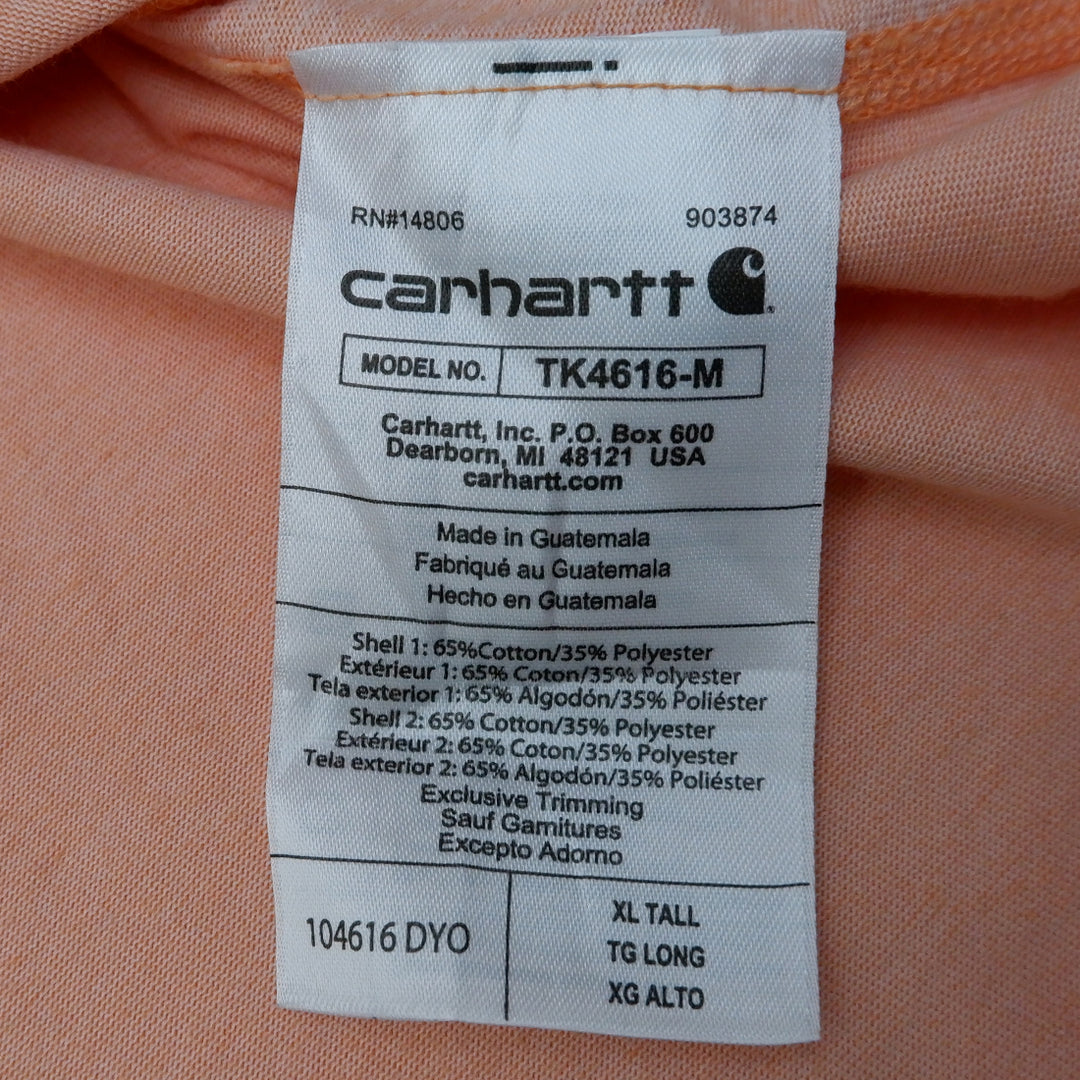 RN#14806 903874
carhartt
MODEL NO. TK4616-M
Carhartt, Inc. P.O. Box 600
Dearborn, MI 48121 USA
carhartt.com
Made in Guatemala
Fabriqué au Guatemala
Hecho en Guatemala
Shell 1: 65%Cotton/35% Polyester
Extérieur 1: 65% Coton/35% Polyester
Tela exterior 1: 65% Algodón/35% Poliéster
Shell 2: 65% Cotton/35% Polyester
Extérieur 2: 65% Coton/35% Polyester
Tela exterior 2: 65% Algodón/35% Poliéster
Exclusive Trimming
Sauf Garnitures
Excepto Adorno
104616 DYO
XL TALL
TG LONG
XG ALTO